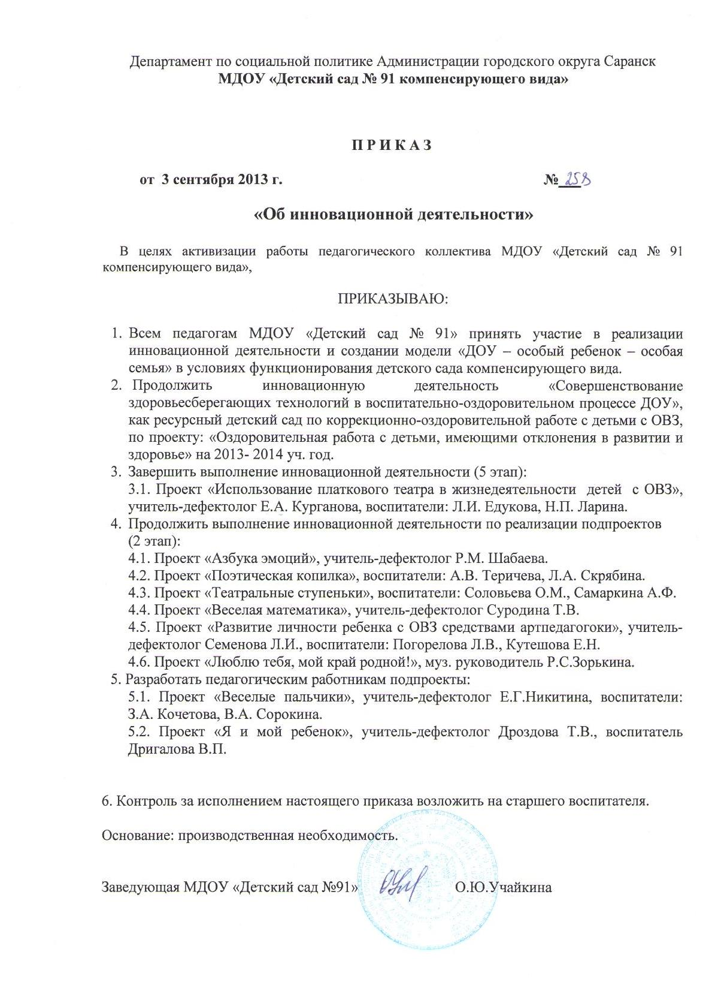 Департамент по социальной политике Администрации городского округа Саранск
МДОУ «Детский сад № 91 компенсирующего вида»
П Р И К А З
от 3 сентября 2013 г. №
«Об инновационной деятельности»
В целях активизации работы педагогического коллектива МДОУ «Детский сад № 91
компенсирующего вида»,
ПРИКАЗЫВАЮ:
1. Всем педагогам МДОУ «Детский сад № 91» принять участие в реализации
инновационной деятельности и создании модели «ДОУ – особый ребенок – особая
семья» в условиях функционирования детского сада компенсирующего вида.
2. Продолжить инновационную деятельность «Совершенствование
здоровьесберегающих технологий в воспитательно-оздоровительном процессе ДОУ»,
как ресурсный детский сад по коррекционно-оздоровительной работе с детьми с ОВЗ,
по проекту: «Оздоровительная работа с детьми, имеющими отклонения в развитии и
здоровье» на 2013- 2014 уч. год.
3. Завершить выполнение инновационной деятельности (5 этап):
3.1. Проект «Использование платкового театра в жизнедеятельности детей с ОВЗ»,
учитель-дефектолог Е.А. Курганова, воспитатели: Л.И. Едукова, Н.П. Ларина.
4. Продолжить выполнение инновационной деятельности по реализации подпроектов
(2 этап):
4.1. Проект «Азбука эмоций», учитель-дефектолог Р.М. Шабаева.
4.2. Проект «Поэтическая копилка», воспитатели: А.В. Теричева, Л.А. Скрябина.
4.3. Проект «Театральные ступеньки», воспитатели: Соловьева О.М., Самаркина А.Ф.
4.4. Проект «Веселая математика», учитель-дефектолог Суродина Т.В.
4.5. Проект «Развитие личности ребенка с ОВЗ средствами артпедагогоки», учитель-
дефектолог Семенова Л.И., воспитатели: Погорелова Л.В., Кутешова Е.Н.
4.6. Проект «Люблю тебя, мой край родной!», муз. руководитель Р.С.Зорькина.
5. Разработать педагогическим работникам подпроекты:
5.1. Проект «Веселые пальчики», учитель-дефектолог Е.Г.Никитина, воспитатели:
З.А. Кочетова, В.А. Сорокина.
5.2. Проект «Я и мой ребенок», учитель-дефектолог Дроздова Т.В., воспитатель
Дригалова В.П.
6. Контроль за исполнением настоящего приказа возложить на старшего воспитателя.
Основание: производственная необходимость.
Заведующая МДОУ «Детский сад №91» О.Ю.Учайкина